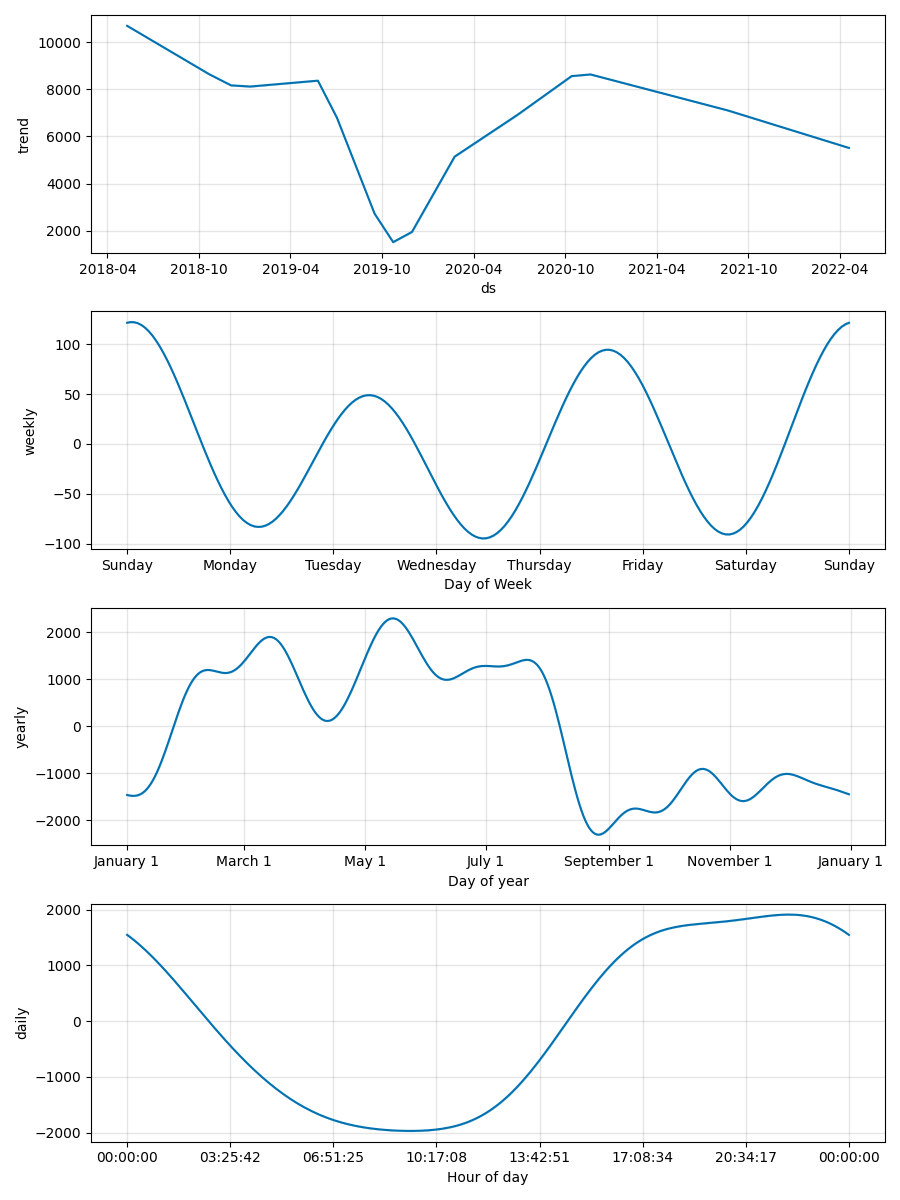 trend
10000
8000
6000
4000
2000
2018-04 2018-10 2019-04 2019-10 2020-04 2020-10 2021-04 2021-10 2022-04
ds
weekly
100
50
0
−50
−100
Sunday Monday Tuesday Wednesday Thursday Friday Saturday Sunday
Day of Week
yearly
2000
1000
0
−1000
−2000
January 1 March 1 May 1 July 1 September 1 November 1 January 1
Day of year
daily
2000
1000
0
−1000
−2000
00:00:00 03:25:42 06:51:25 10:17:08 13:42:51 17:08:34 20:34:17 00:00:00
Hour of day